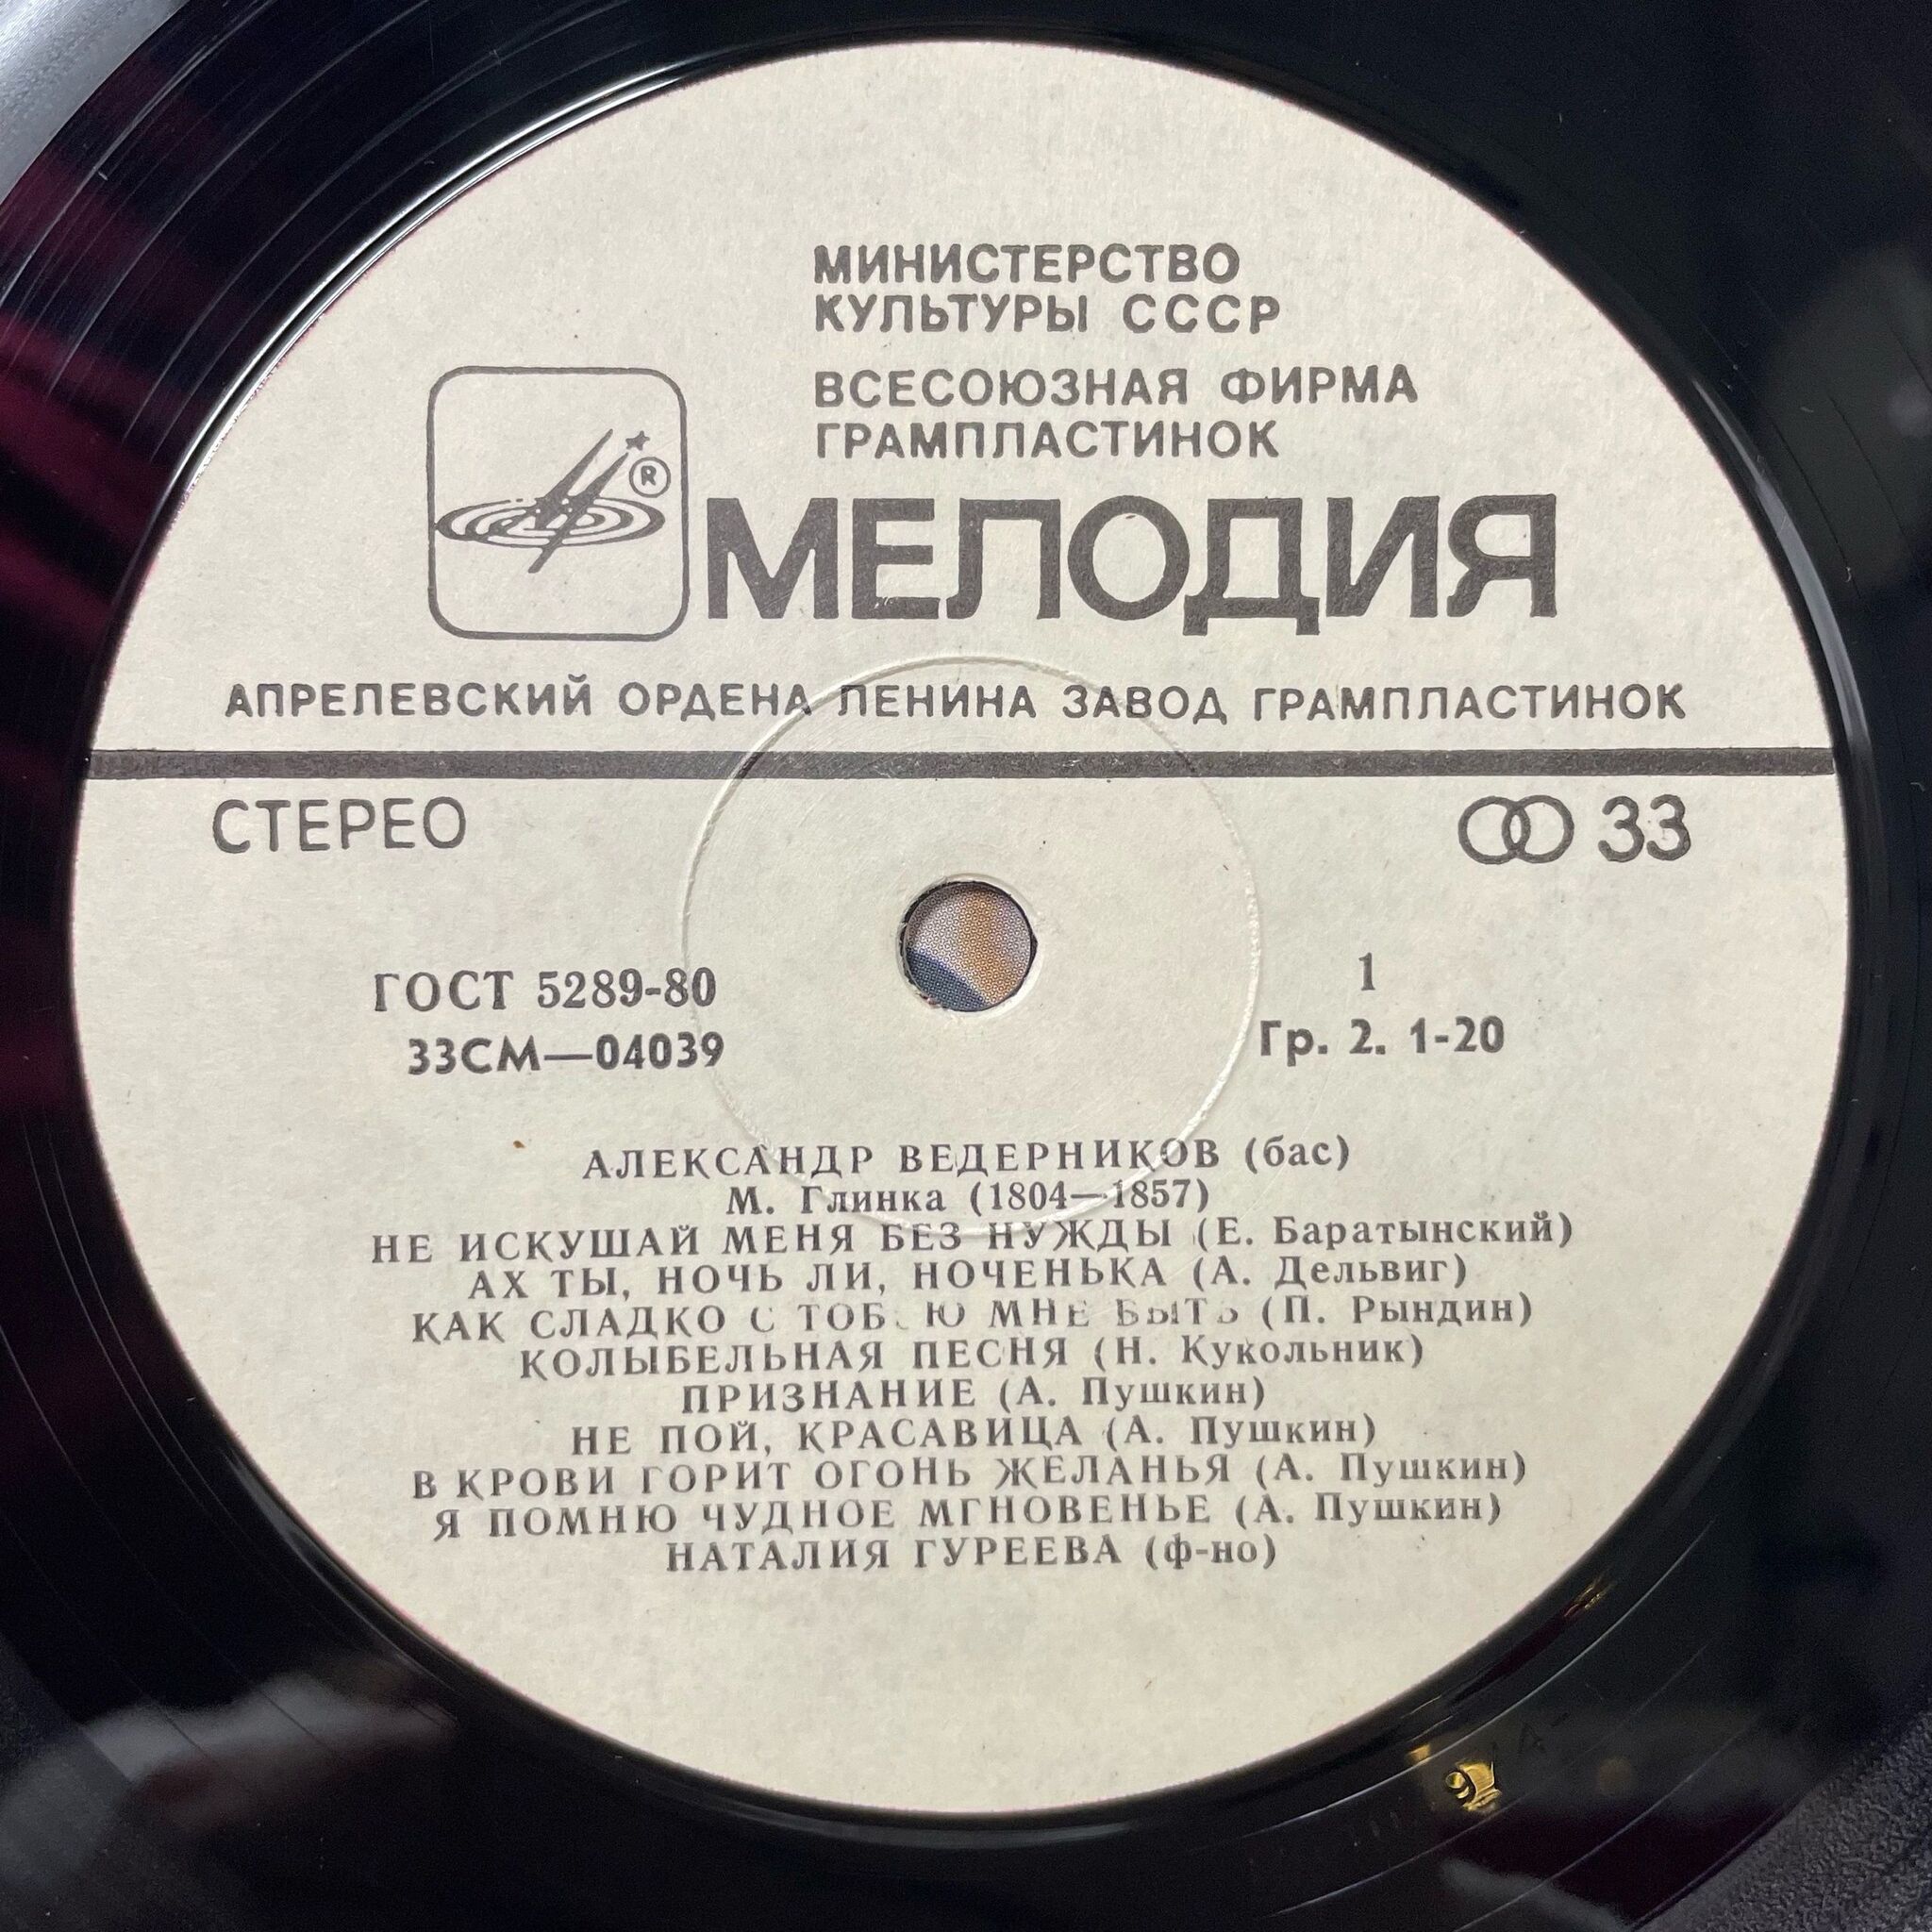 МИНИСТЕРСТВО
КУЛЬТУРЫ СССР
ВСЕСОЮЗНАЯ ФИРМА
ГРАМПЛАСТИНОК
®
МЕЛОДИЯ
АПРЕЛЕВСКИЙ ОРДЕНА ЛЕНИНА ЗАВОД ГРАМПЛАСТИНОК
СТЕРЕО
33
ГОСТ 5289-80
33СМ—04039
1
Гр. 2. 1-20
АЛЕКСАНДР ВЕДЕРНИКОВ (бас)
М. Глинка (1804—1857)
НЕ ИСКУШАЙ МЕНЯ БЕЗ НУЖДЫ (Е. Баратынский)
АХ ТЫ, НОЧЬ ЛИ, НОЧЕНЬКА (А. Дельвиг)
КАК СЛАДКО С ТОБОЮ МНЕ БЫТЬ (П. Рындин)
КОЛЫБЕЛЬНАЯ ПЕСНЯ (Н. Кукольник)
ПРИЗНАНИЕ (А. Пушкин)
НЕ ПОЙ, КРАСАВИЦА (А. Пушкин)
В КРОВИ ГОРИТ ОГОНЬ ЖЕЛАНЬЯ (А. Пушкин)
Я ПОМНЮ ЧУДНОЕ МГНОВЕНЬЕ (А. Пушкин)
НАТАЛИЯ ГУРЕЕВА (ф-но)